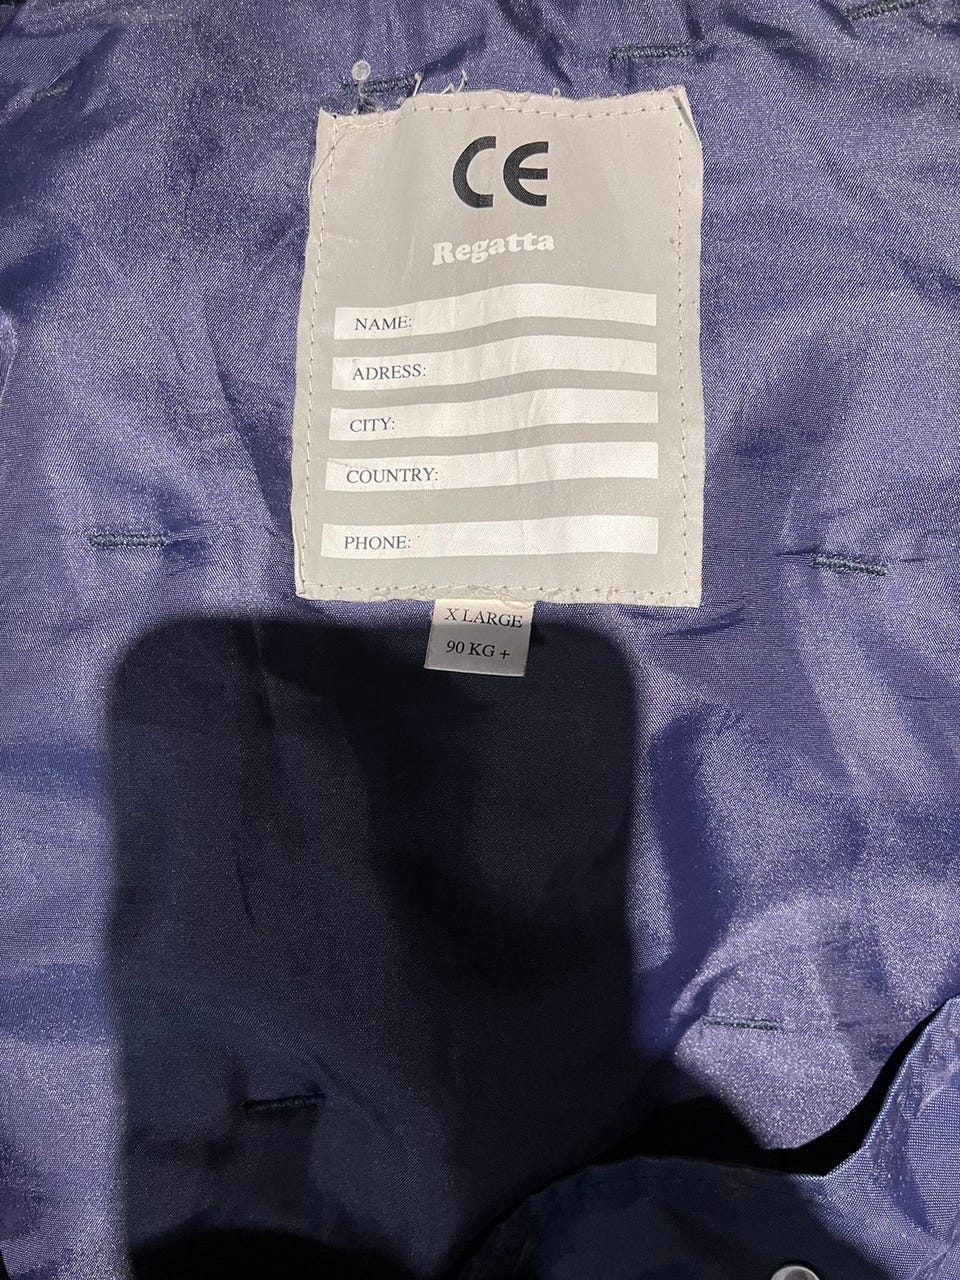 CE
Regatta
NAME:
ADRESS:
CITY:
COUNTRY:
PHONE:
X LARGE
90 KG +